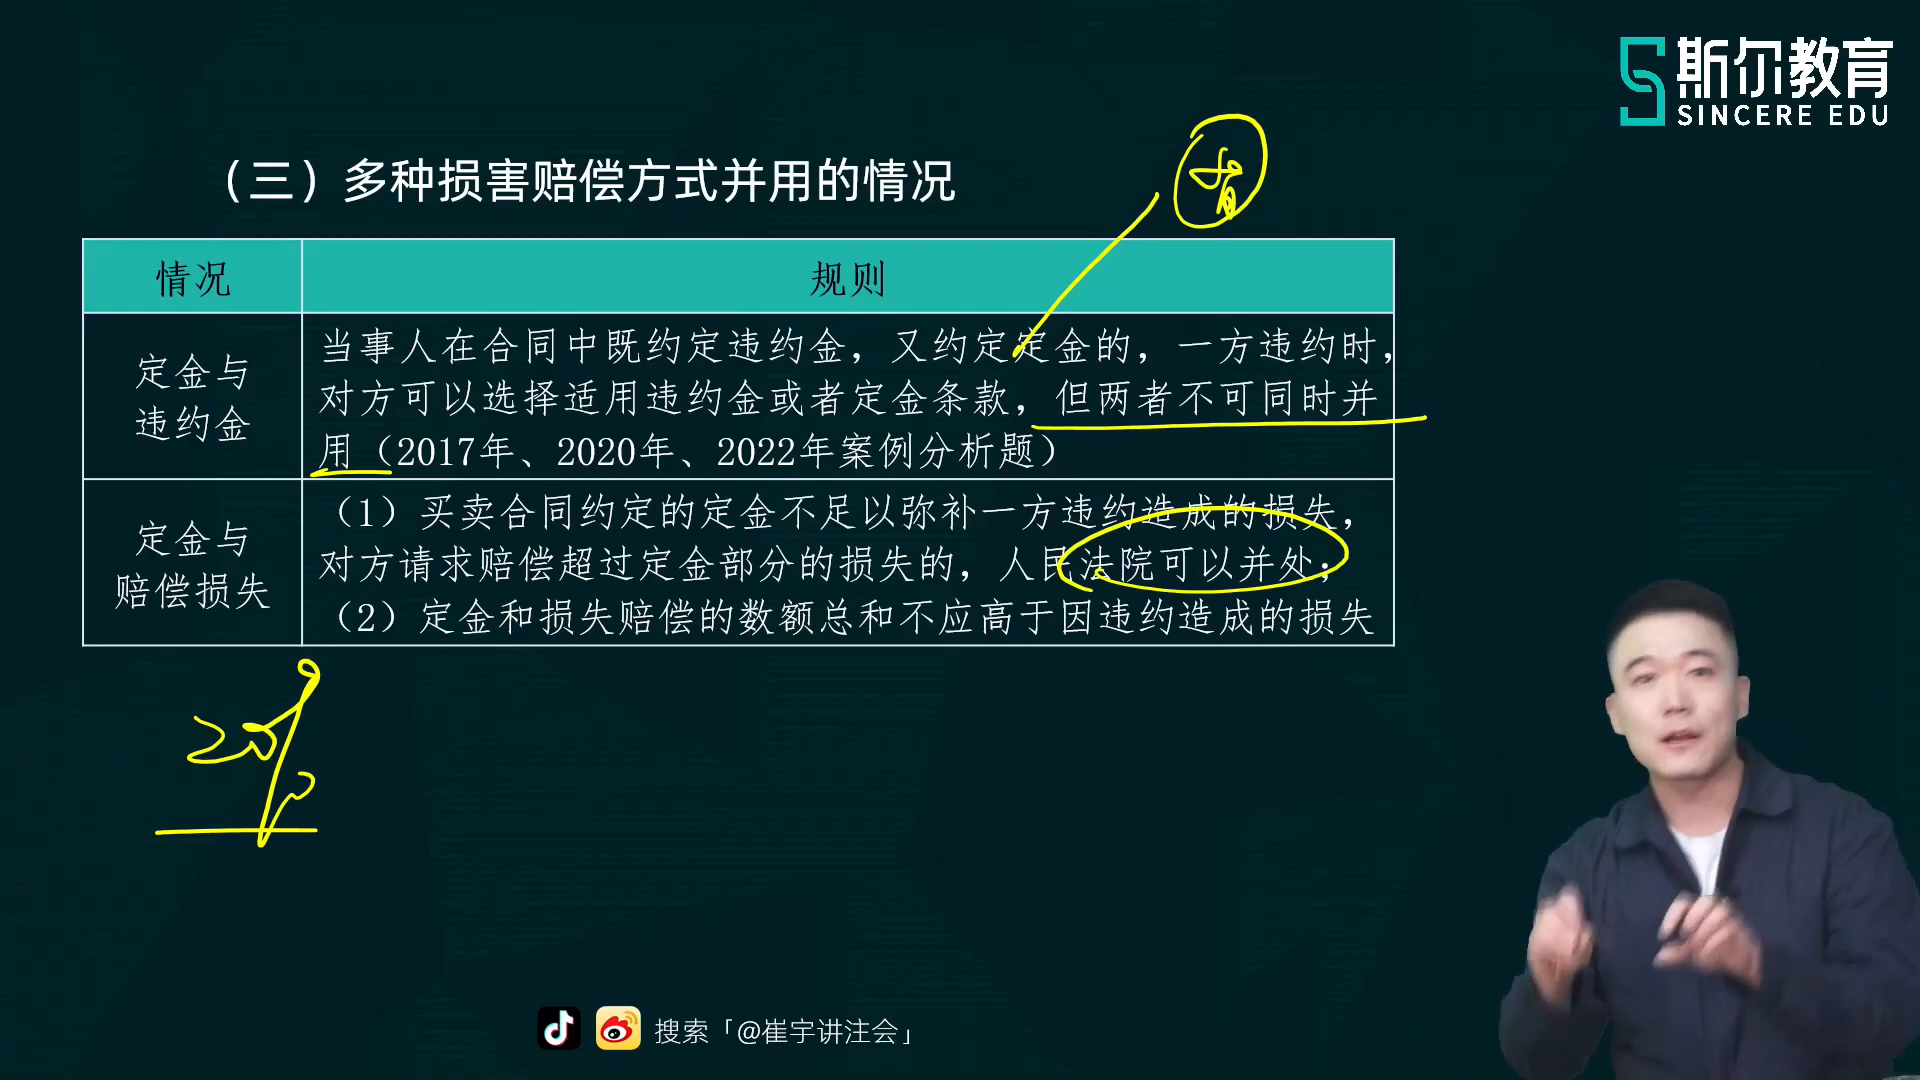 斯尔教育
SINCERE EDU
（三）多种损害赔偿方式并用的情况
情况
规则
定金与
违约金
当事人在合同中既约定违约金，又约定定金的，一方违约时，
对方可以选择适用违约金或者定金条款，但两者不可同时并
用（2017年、2020年、2022年案例分析题）
定金与
赔偿损失
（1）买卖合同约定的定金不足以弥补一方违约造成的损失，
对方请求赔偿超过定金部分的损失的，人民法院可以并处；
（2）定金和损失赔偿的数额总和不应高于因违约造成的损失
搜索「@崔宇讲注会」